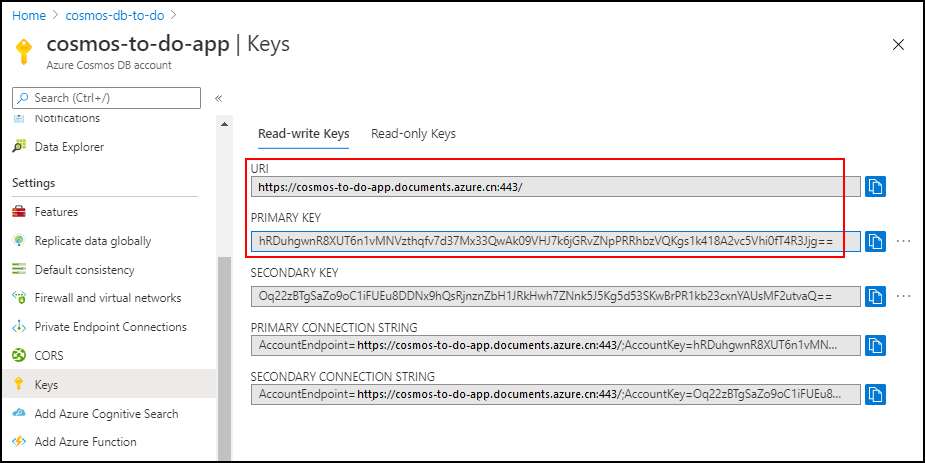 Home > cosmos-db-to-do >
cosmos-to-do-app | Keys
Azure Cosmos DB account
Search (Ctrl+/)
Notifications
Data Explorer
Settings
Features
Replicate data globally
Default consistency
Firewall and virtual networks
Private Endpoint Connections
CORS
Keys
Add Azure Cognitive Search
Add Azure Function
Read-write Keys Read-only Keys
URI
https://cosmos-to-do-app.documents.azure.cn:443/
PRIMARY KEY
hRDuhgwnR8XUT6n1vMNVzthqfv7d37Mx33QwAk09VHJ7k6jGRvZNpPRRhbzVQKgs1k418A2vc5Vhi0fT4R3Jjg==
SECONDARY KEY
Oq22zBTgSaZo9oC1iFUEu8DDNx9hQsRjnznZbH1JRkHwh7ZNnk5J5Kg5d53SKwBrPR1kb23cxnYAUsMF2utvaQ==
PRIMARY CONNECTION STRING
AccountEndpoint=https://cosmos-to-do-app.documents.azure.cn:443/;AccountKey=hRDuhgwnR8XUT6n1vMN...
SECONDARY CONNECTION STRING
AccountEndpoint=https://cosmos-to-do-app.documents.azure.cn:443/;AccountKey=Oq22zBTgSaZo9oC1iFUEu8...